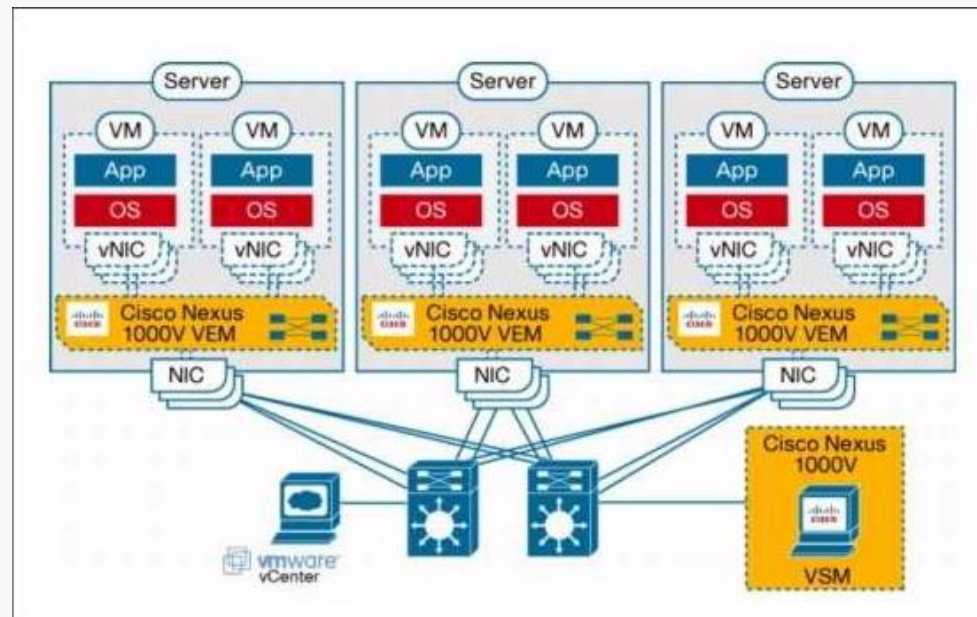 Server Server Server
VM VM VM VM VM VM
App App App App App App
OS OS OS OS OS OS
vNIC vNIC vNIC vNIC vNIC vNIC
Cisco Nexus Cisco Nexus Cisco Nexus
1000V VEM 1000V VEM 1000V VEM
NIC NIC NIC
Cisco Nexus
1000V
vmware
vCenter
VSM